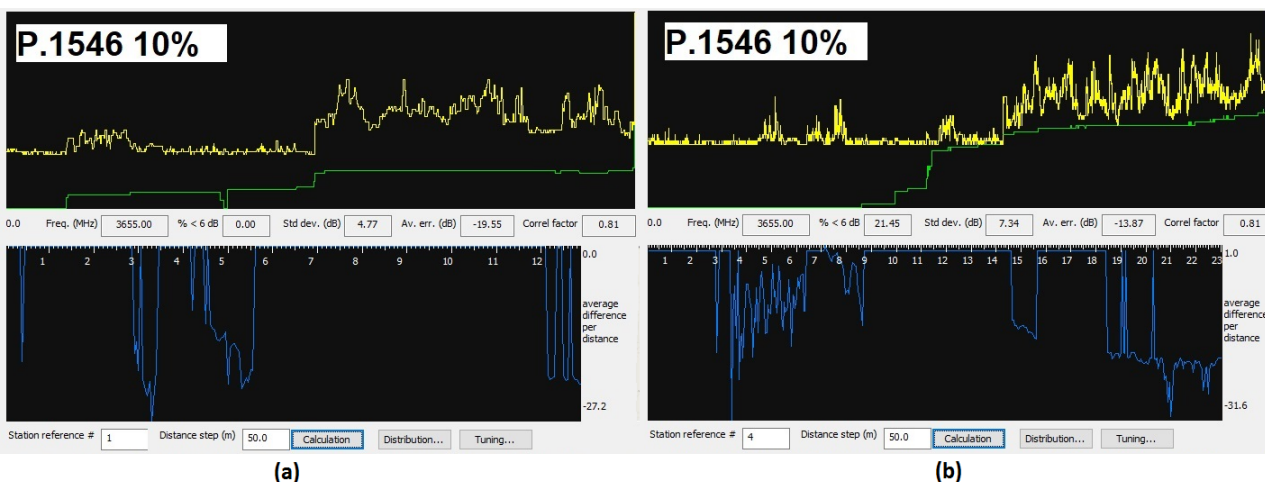 P.1546 10%
0.0 Freq. (MHz) 3655.00 % < 6 dB 0.00 Std dev. (dB) 4.77 Av. err. (dB) -19.55 Correl factor 0.81
1 2 3 4 5 6 7 8 9 10 11 12 0.0
average
difference
per
distance
-27.2
Station reference # 1 Distance step (m) 50.0 Calculation Distribution... Tuning...
(a)
P.1546 10%
0.0 Freq. (MHz) 3655.00 % < 6 dB 21.45 Std dev. (dB) 7.34 Av. err. (dB) -13.87 Correl factor 0.81
1 2 3 4 5 6 7 8 9 10 11 12 13 14 15 16 17 18 19 20 21 22 23 1.0
average
difference
per
distance
-31.6
Station reference # 4 Distance step (m) 50.0 Calculation Distribution... Tuning...
(b)